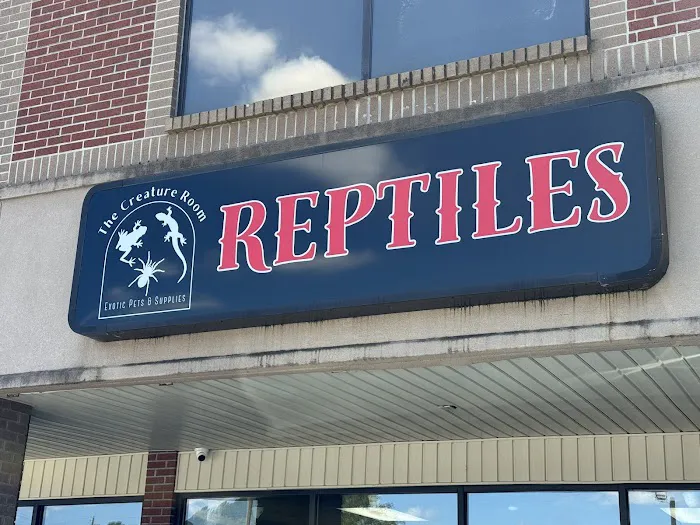 The Creature Room
Exotic Pets & Supplies
REPTILES